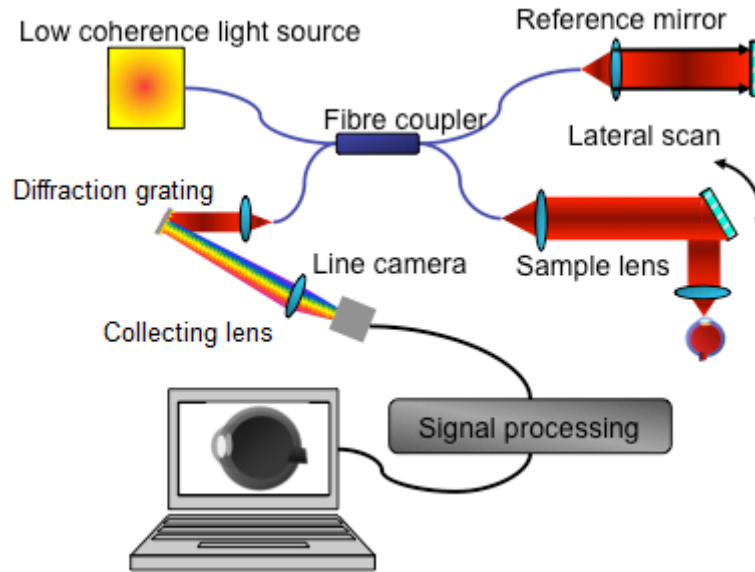 Low coherence light source
Reference mirror
Fibre coupler
Lateral scan
Diffraction grating
Line camera
Sample lens
Collecting lens
Signal processing